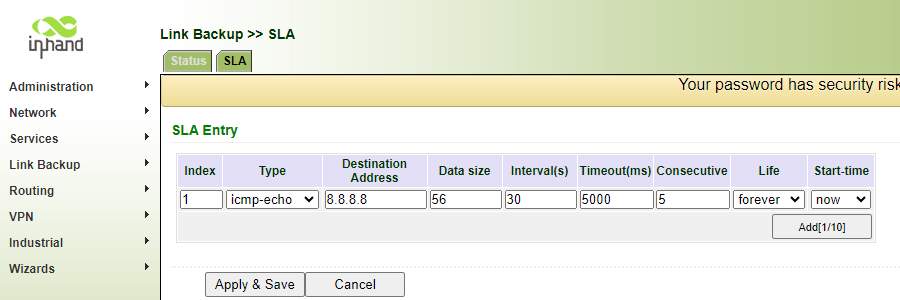 inhand
Link Backup >> SLA
Status SLA
Your password has security risk
Administration
Network
Services
Link Backup
Routing
VPN
Industrial
Wizards
SLA Entry
Index Type Destination Address Data size Interval(s) Timeout(ms) Consecutive Life Start-time
1 icmp-echo 8.8.8.8 56 30 5000 5 forever now
Add[1/10]
Apply & Save Cancel